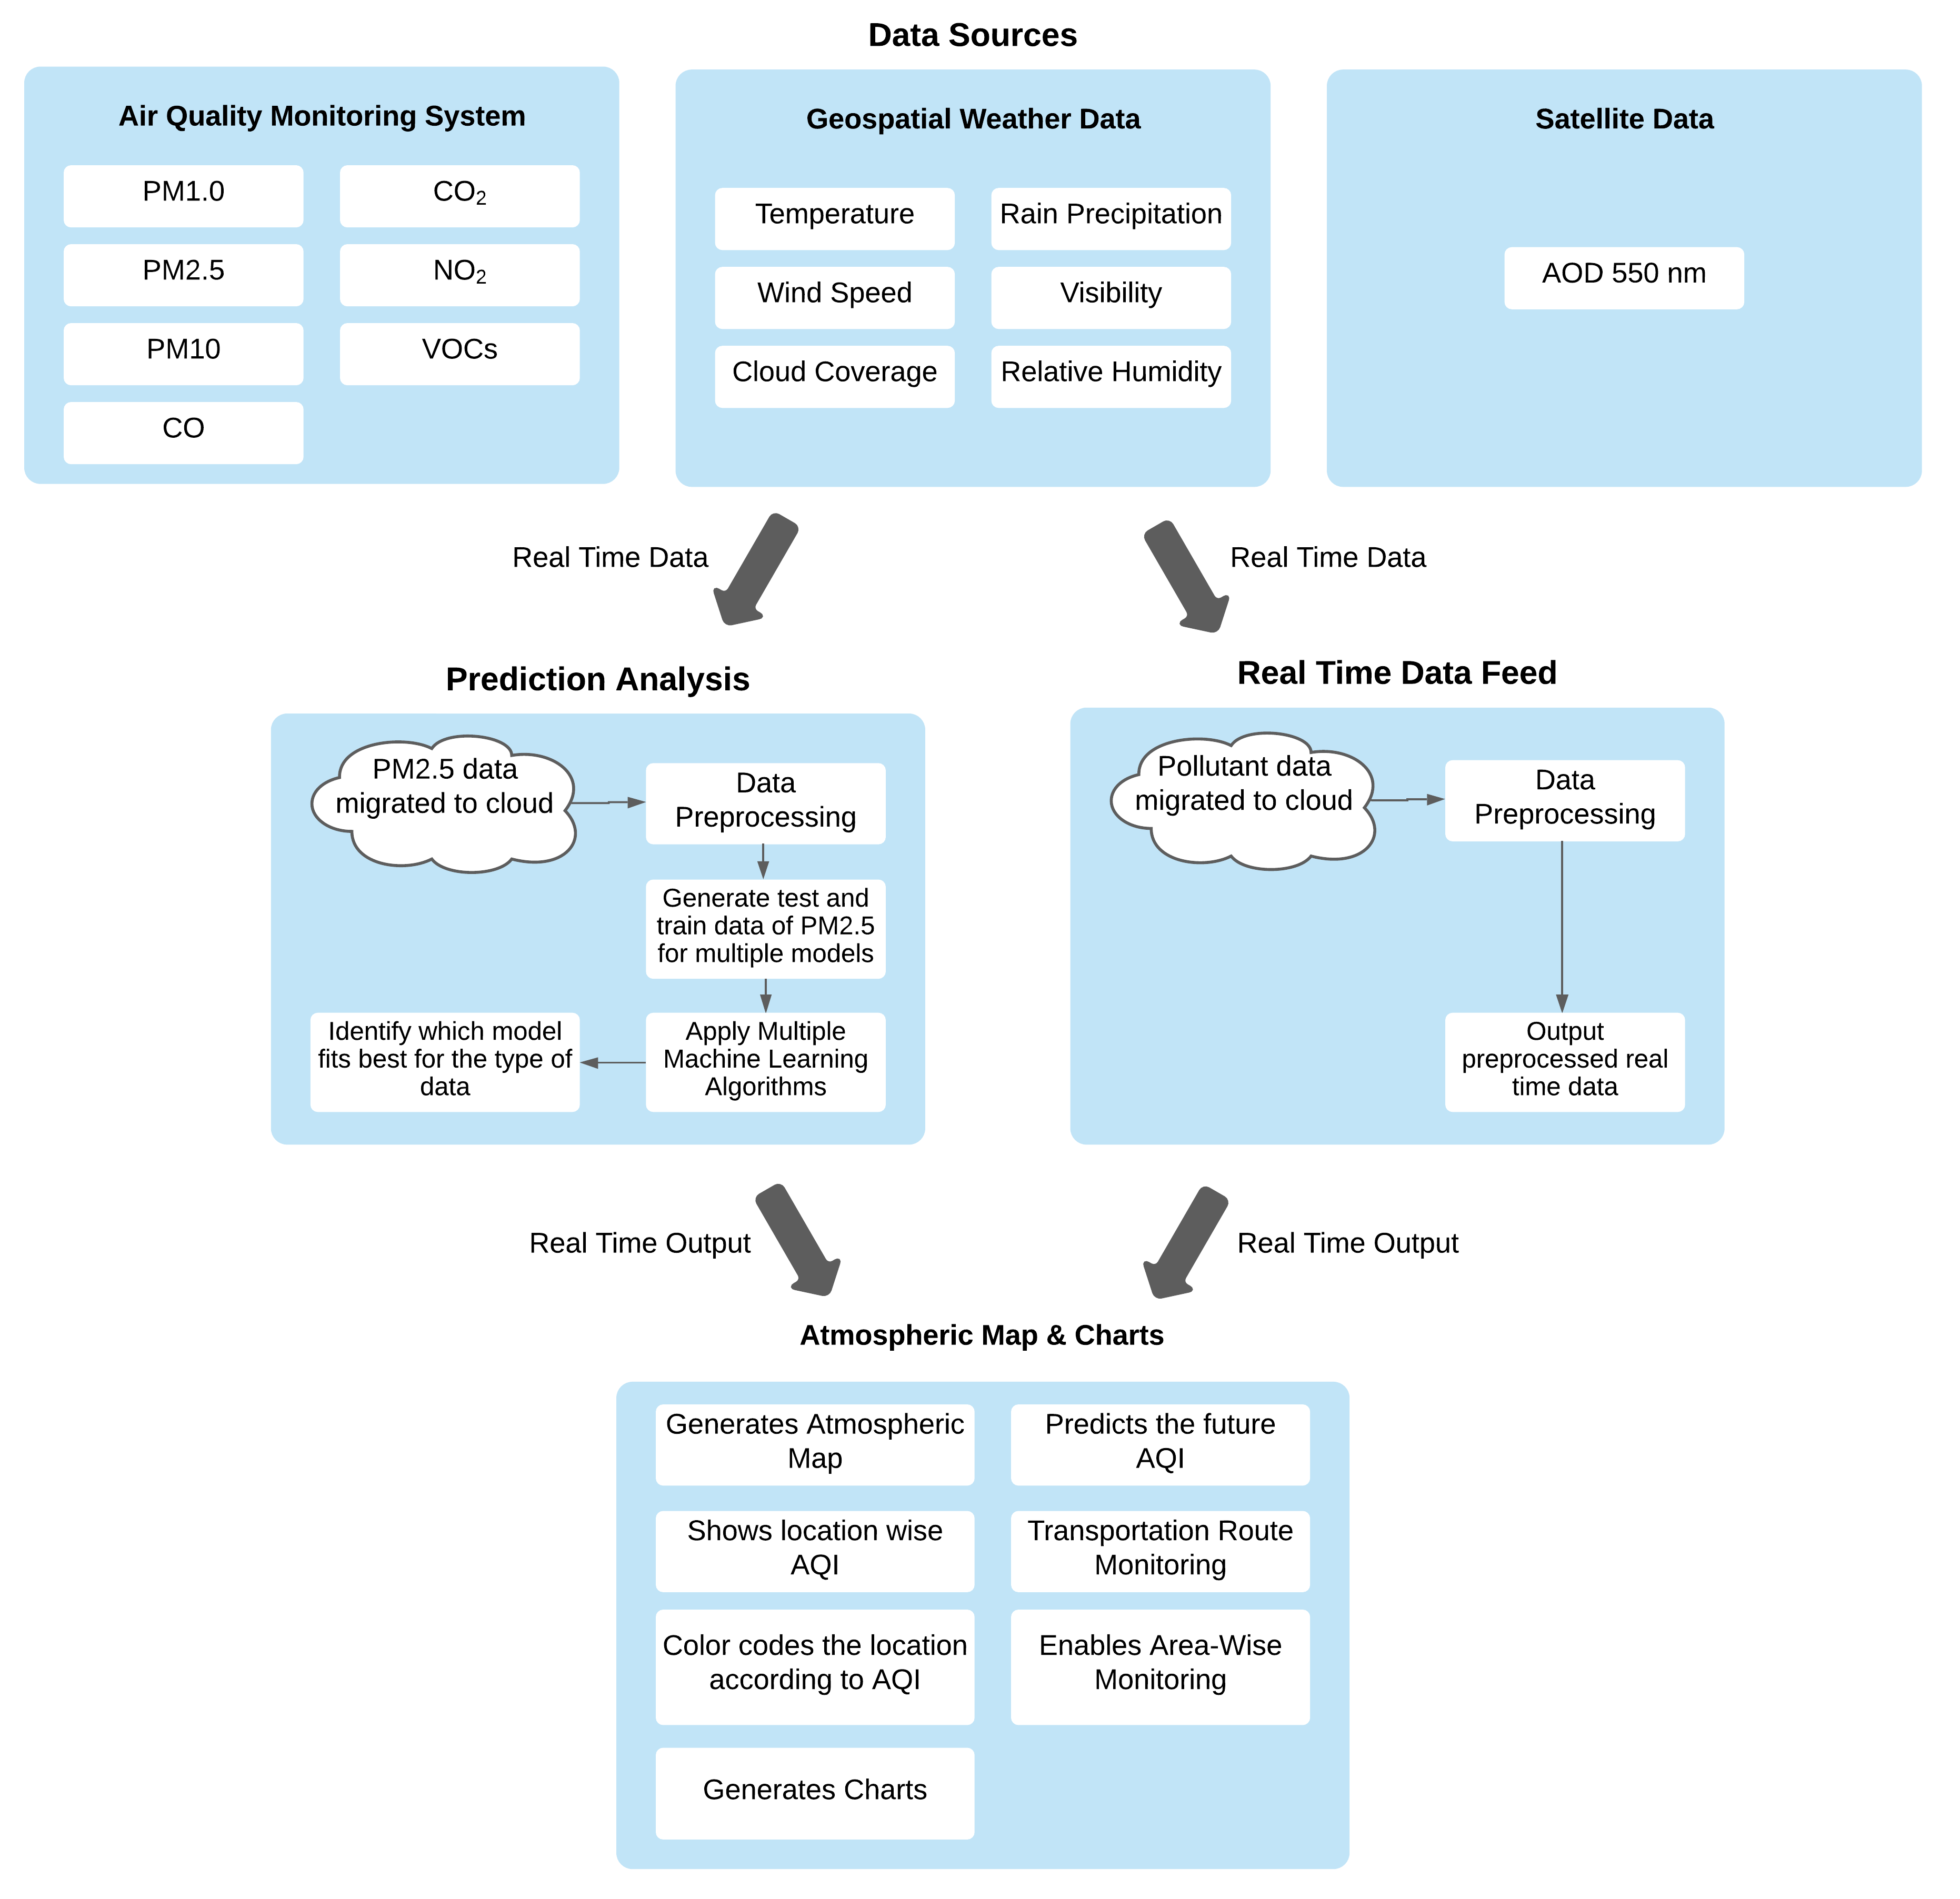 Data Sources
Air Quality Monitoring System
PM1.0
CO₂
PM2.5
NO₂
PM10
VOCs
CO
Geospatial Weather Data
Temperature
Rain Precipitation
Wind Speed
Visibility
Cloud Coverage
Relative Humidity
Satellite Data
AOD 550 nm
Real Time Data
Real Time Data
Prediction Analysis
PM2.5 data
migrated to cloud
Data
Preprocessing
Generate test and
train data of PM2.5
for multiple models
Apply Multiple
Machine Learning
Algorithms
Identify which model
fits best for the type of
data
Real Time Data Feed
Pollutant data
migrated to cloud
Data
Preprocessing
Output
preprocessed real
time data
Real Time Output
Real Time Output
Atmospheric Map & Charts
Generates Atmospheric
Map
Predicts the future
AQI
Shows location wise
AQI
Transportation Route
Monitoring
Color codes the location
according to AQI
Enables Area-Wise
Monitoring
Generates Charts